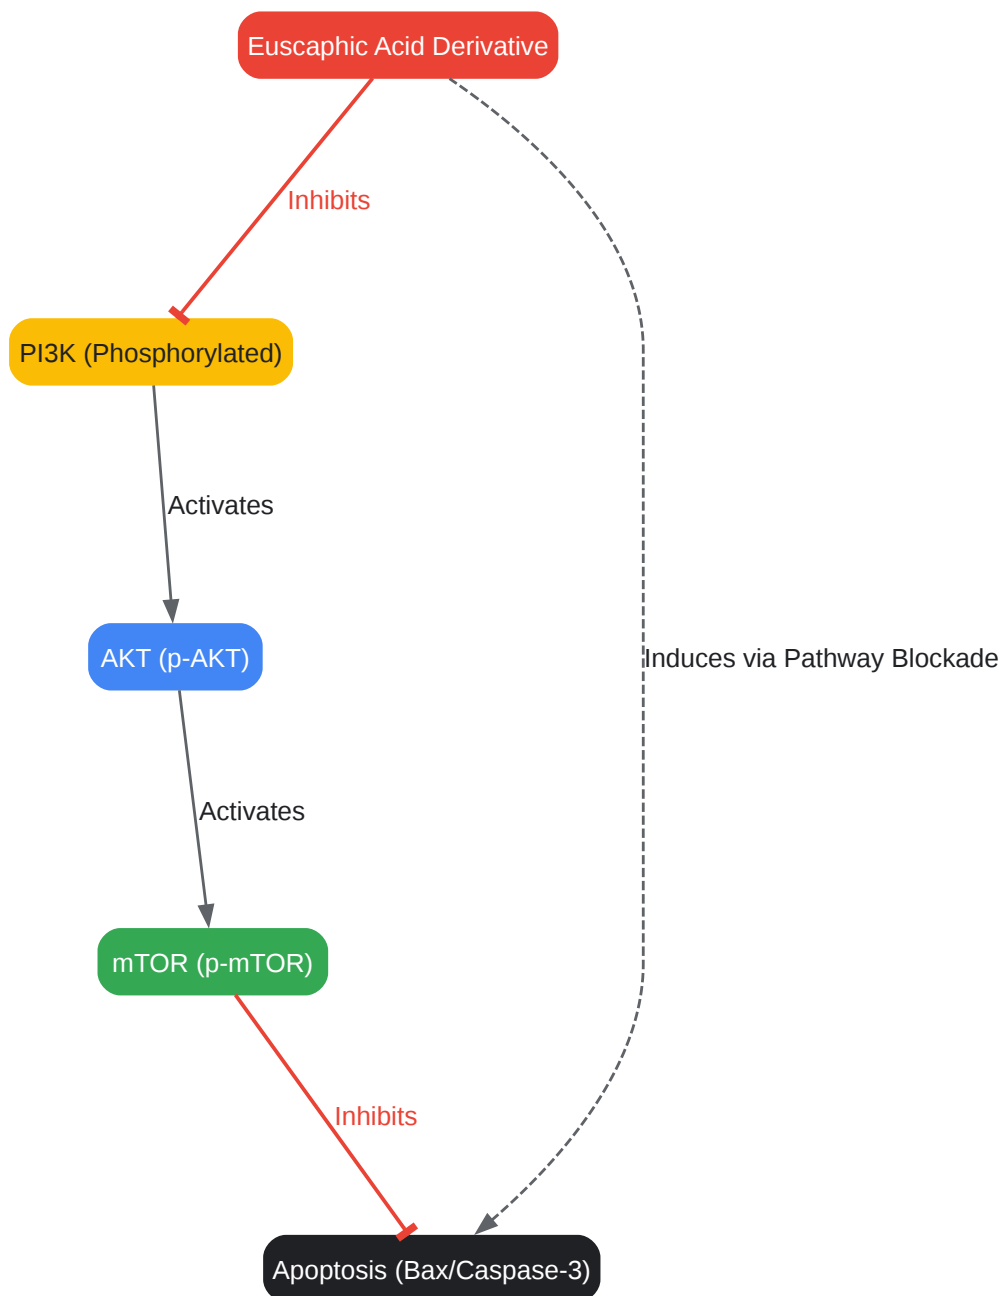 Euscaphic Acid Derivative
Inhibits
PI3K (Phosphorylated)
Activates
AKT (p-AKT)
Induces via Pathway Blockade
Activates
mTOR (p-mTOR)
Inhibits
Apoptosis (Bax/Caspase-3)